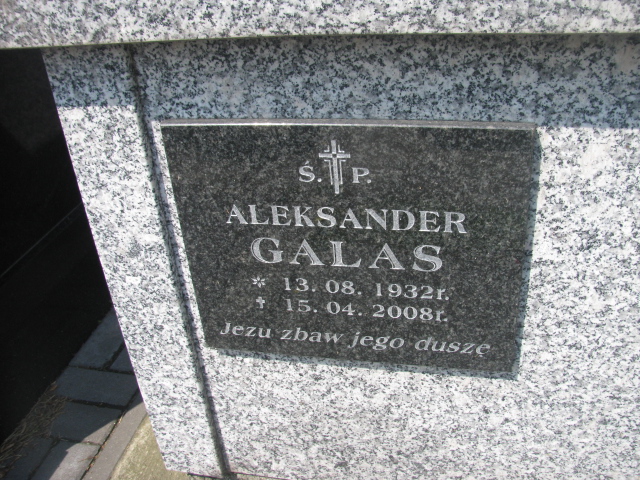 Ś. P.
ALEKSANDER
GALAS
* 13. 08. 1932r.
† 15. 04. 2008r.
Jezu zbaw jego duszę